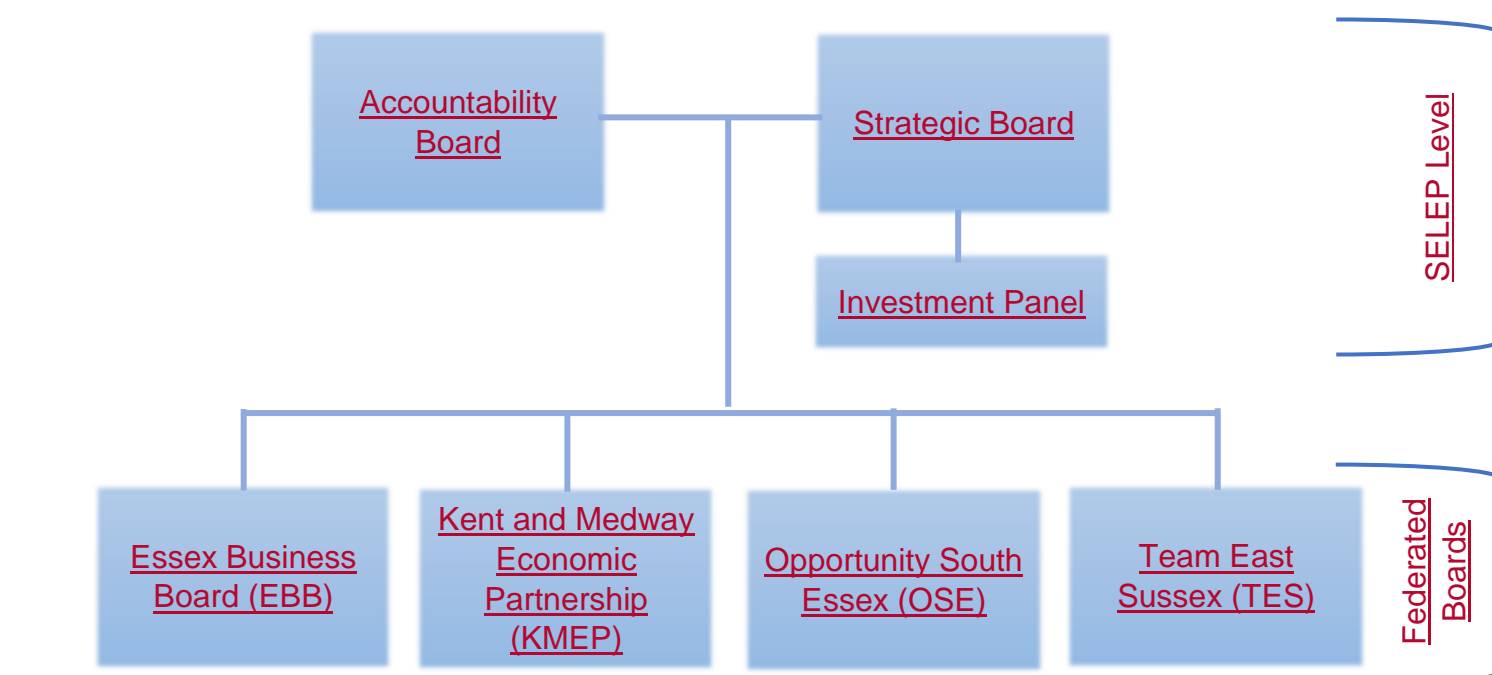 Accountability
Board
Strategic Board
SELEP Level
Investment Panel
Essex Business
Board (EBB)
Kent and Medway
Economic
Partnership
(KMEP)
Opportunity South
Essex (OSE)
Team East
Sussex (TES)
Federated
Boards